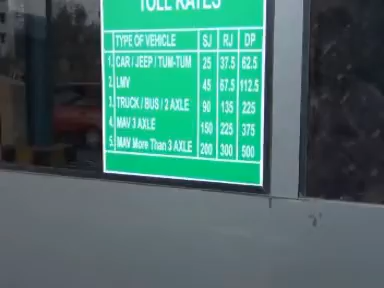 TOLL RATES
TYPE OF VEHICLE SJ RJ DP
1. CAR / JEEP / TUM-TUM 25 37.5 62.5
2. LMV 45 67.5 112.5
3. TRUCK / BUS / 2 AXLE 90 135 225
4. MAV 3 AXLE 150 225 375
5. MAV More Than 3 AXLE 200 300 500